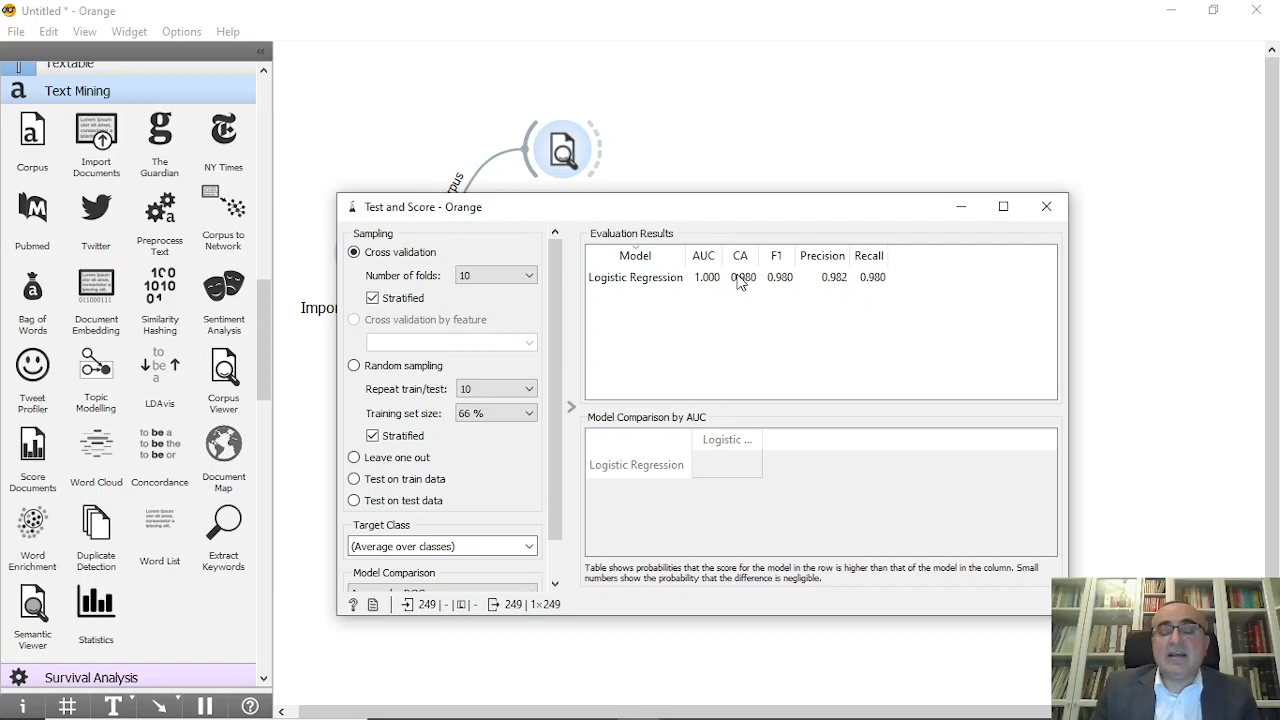 Untitled * - Orange
File Edit View Widget Options Help
Textable
Text Mining
Corpus
Import Documents
The Guardian
NY Times
Pubmed
Twitter
Preprocess Text
Corpus to Network
Bag of Words
Document Embedding
Similarity Hashing
Sentiment Analysis
Tweet Profiler
Topic Modelling
LDAvis
Corpus Viewer
Score Documents
Word Cloud
Concordance
Document Map
Word Enrichment
Duplicate Detection
Word List
Extract Keywords
Semantic Viewer
Statistics
Survival Analysis
Test and Score - Orange
Sampling
Cross validation
Number of folds: 10
Stratified
Cross validation by feature
Random sampling
Repeat train/test: 10
Training set size: 66 %
Stratified
Leave one out
Test on train data
Test on test data
Target Class
(Average over classes)
Model Comparison
249 | - | - 249 | 1×249
Evaluation Results
Model AUC CA F1 Precision Recall
Logistic Regression 1.000 0.980 0.980 0.982 0.980
Model Comparison by AUC
Logistic ...
Logistic Regression
Table shows probabilities that the score for the model in the row is higher than that of the model in the column. Small
numbers show the probability that the difference is negligible.